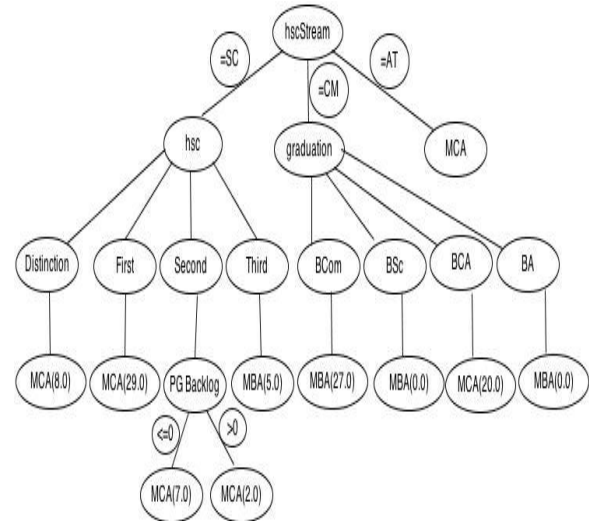 hscStream
=SC
=AT
=CM
hsc
graduation
MCA
Distinction
First
Second
Third
BCom
BSc
BCA
BA
MCA(8.0)
MCA(29.0)
PG Backlog
MBA(5.0)
MBA(27.0)
MBA(0.0)
MCA(20.0)
MBA(0.0)
<=0
>0
MCA(7.0)
MCA(2.0)